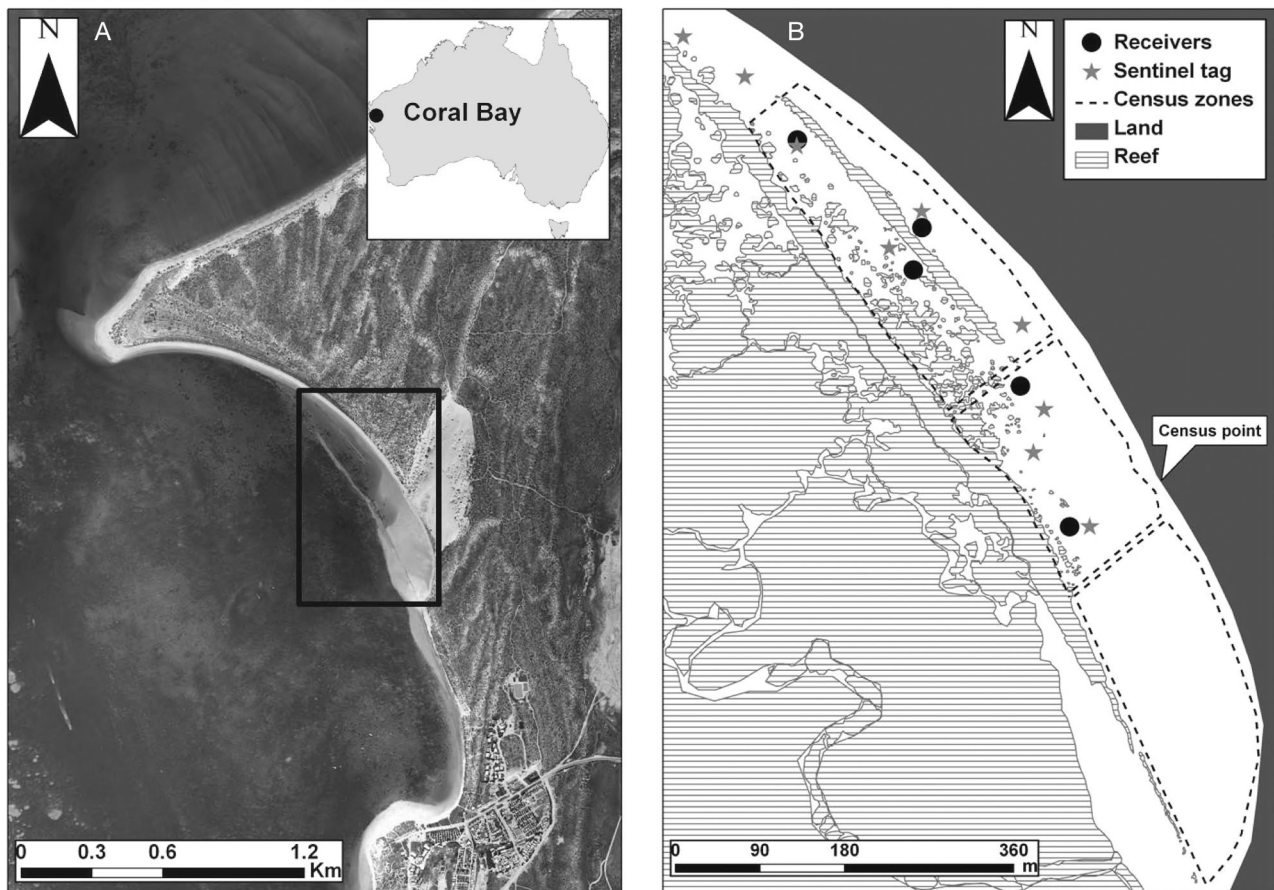 N
A
Coral Bay
0 0.3 0.6 1.2
Km
B
N
Receivers
Sentinel tag
Census zones
Land
Reef
Census point
0 90 180 360
m